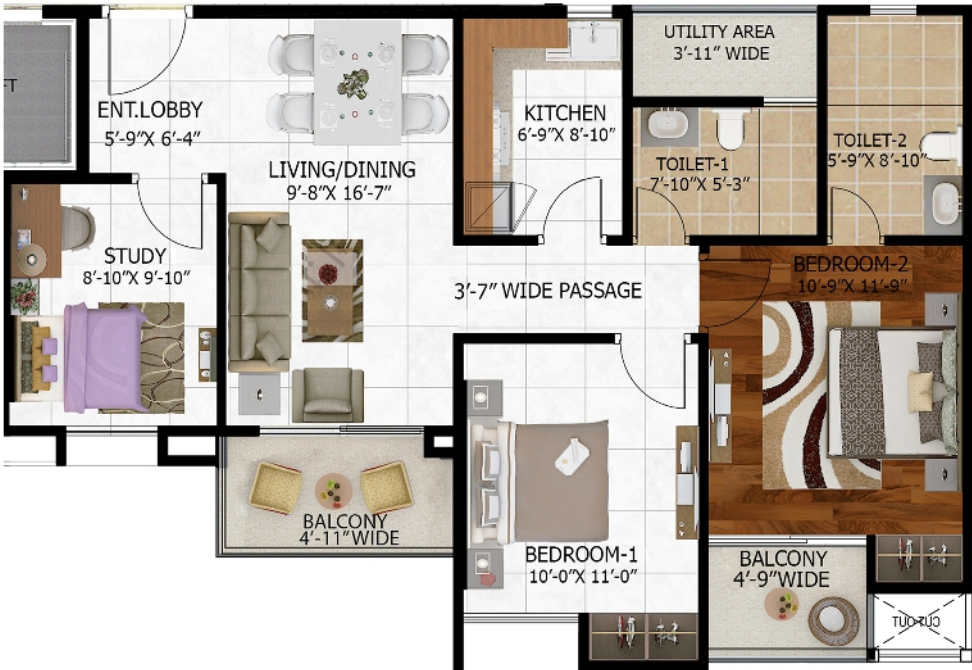 UTILITY AREA
3'-11" WIDE
FT
ENT.LOBBY
5'-9"X 6'-4"
KITCHEN
6'-9"X 8'-10"
TOILET-2
5'-9"X 8'-10"
LIVING/DINING
9'-8"X 16'-7"
TOILET-1
7'-10"X 5'-3"
STUDY
8'-10"X 9'-10"
3'-7" WIDE PASSAGE
BEDROOM-2
10'-9"X 11'-9"
BALCONY
4'-11"WIDE
BEDROOM-1
10'-0"X 11'-0"
BALCONY
4'-9"WIDE
CUT-OUT